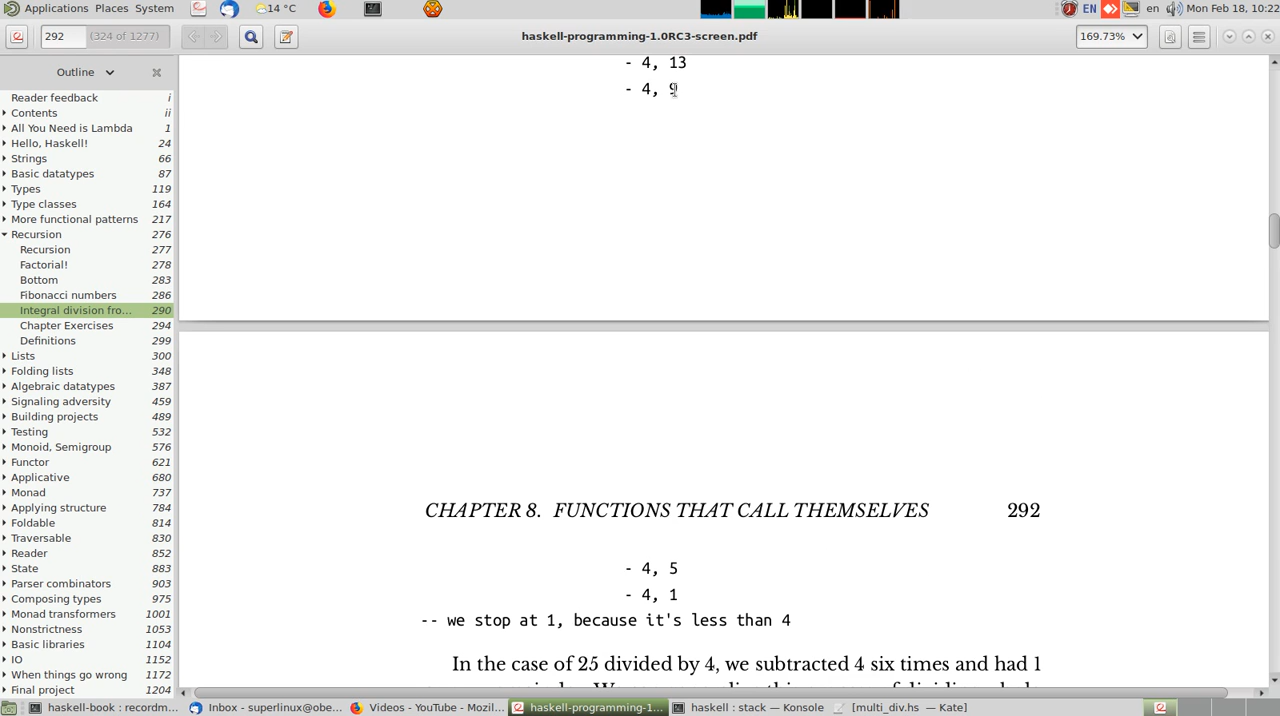 Applications Places System 14 °C EN en Mon Feb 18, 10:22
292 (324 of 1277) haskell-programming-1.0RC3-screen.pdf 169.73%
Outline
Reader feedback i
Contents ii
All You Need is Lambda 1
Hello, Haskell! 24
Strings 66
Basic datatypes 87
Types 119
Type classes 164
More functional patterns 217
Recursion 276
Recursion 277
Factorial! 278
Bottom 283
Fibonacci numbers 286
Integral division fro... 290
Chapter Exercises 294
Definitions 299
Lists 300
Folding lists 348
Algebraic datatypes 387
Signaling adversity 459
Building projects 489
Testing 532
Monoid, Semigroup 576
Functor 621
Applicative 680
Monad 737
Applying structure 784
Foldable 814
Traversable 830
Reader 852
State 883
Parser combinators 903
Composing types 975
Monad transformers 1001
Nonstrictness 1053
Basic libraries 1104
IO 1152
When things go wrong 1172
Final project 1204
- 4, 13
- 4, 9
CHAPTER 8. FUNCTIONS THAT CALL THEMSELVES 292
- 4, 5
- 4, 1
-- we stop at 1, because it's less than 4
In the case of 25 divided by 4, we subtracted 4 six times and had 1
haskell-book : recordm... Inbox - superlinux@obe... Videos - YouTube - Mozil... haskell-programming-1.... haskell : stack — Konsole [multi_div.hs — Kate]